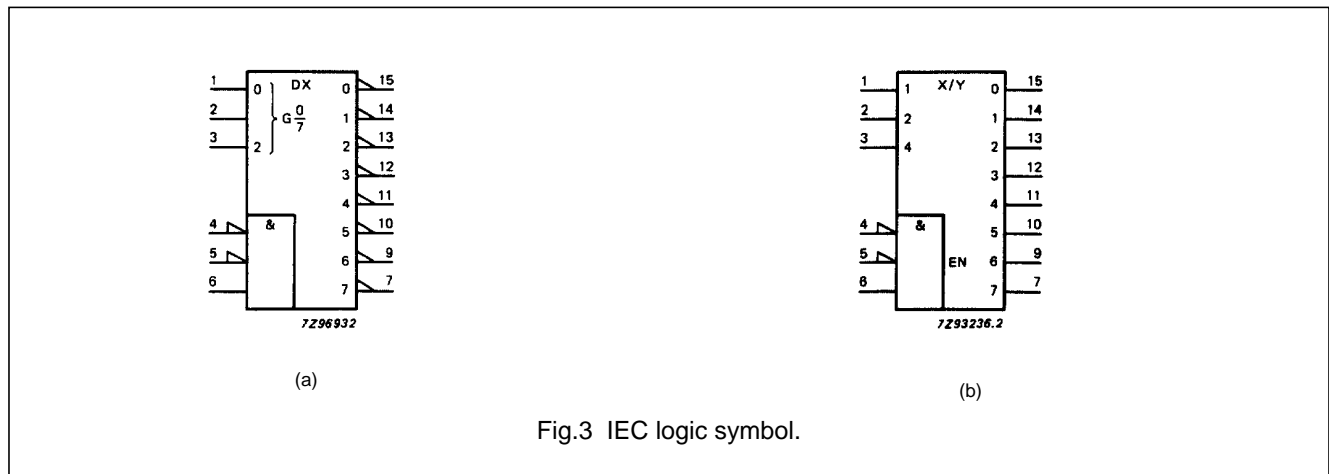 DX
1 0 0 15
2 G 0/7 1 14
3 2 2 13
3 12
4 11
4 & 5 10
5 6 9
6 7 7
7Z96932
(a)
X/Y
1 1 0 15
2 2 1 14
3 4 2 13
3 12
4 11
4 & 5 10
5 EN 6 9
6 7 7
7Z93236.2
(b)
Fig.3 IEC logic symbol.